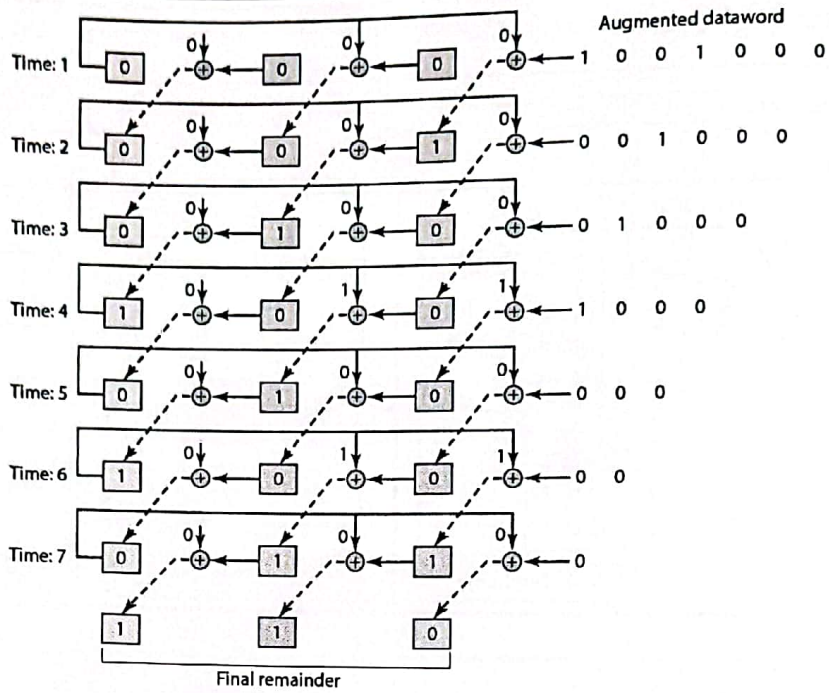 Augmented dataword
Time: 1 0 0 0 0 0 0 1 0 0 1 0 0 0
Time: 2 0 0 0 0 1 0 0 0 1 0 0 0
Time: 3 0 0 1 0 0 0 0 1 0 0 0
Time: 4 1 0 0 1 0 1 1 0 0 0
Time: 5 0 0 1 0 0 0 0 0 0
Time: 6 1 0 0 1 0 1 0 0
Time: 7 0 0 1 0 1 0 0
1 1 0
Final remainder